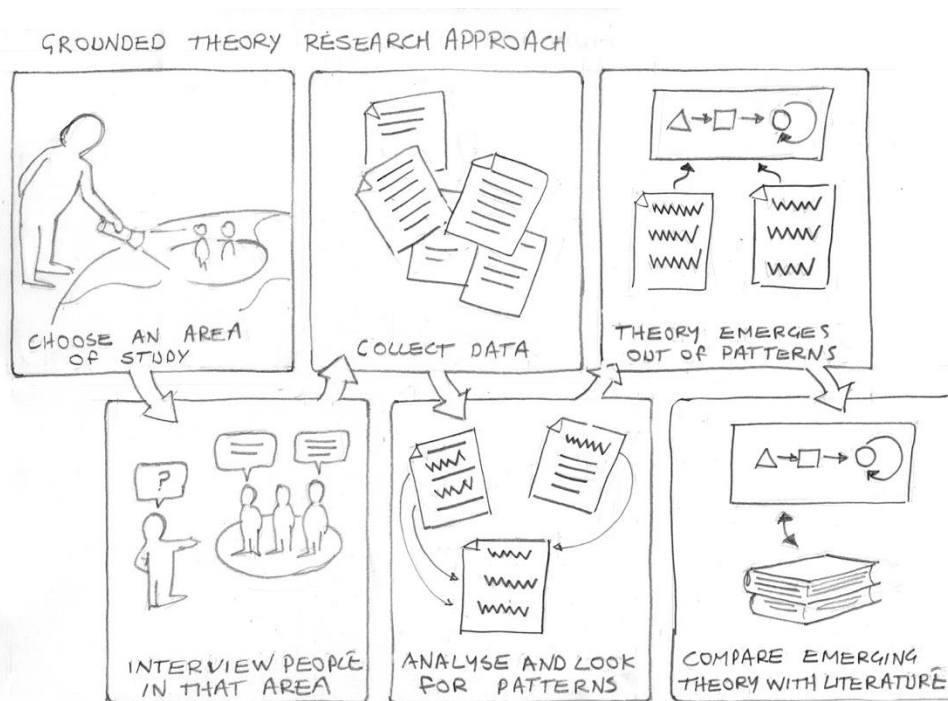 GROUNDED THEORY RESEARCH APPROACH
CHOOSE AN AREA
OF STUDY
?
INTERVIEW PEOPLE
IN THAT AREA
COLLECT DATA
ANALYSE AND LOOK
FOR PATTERNS
THEORY EMERGES
OUT OF PATTERNS
COMPARE EMERGING
THEORY WITH LITERATURE